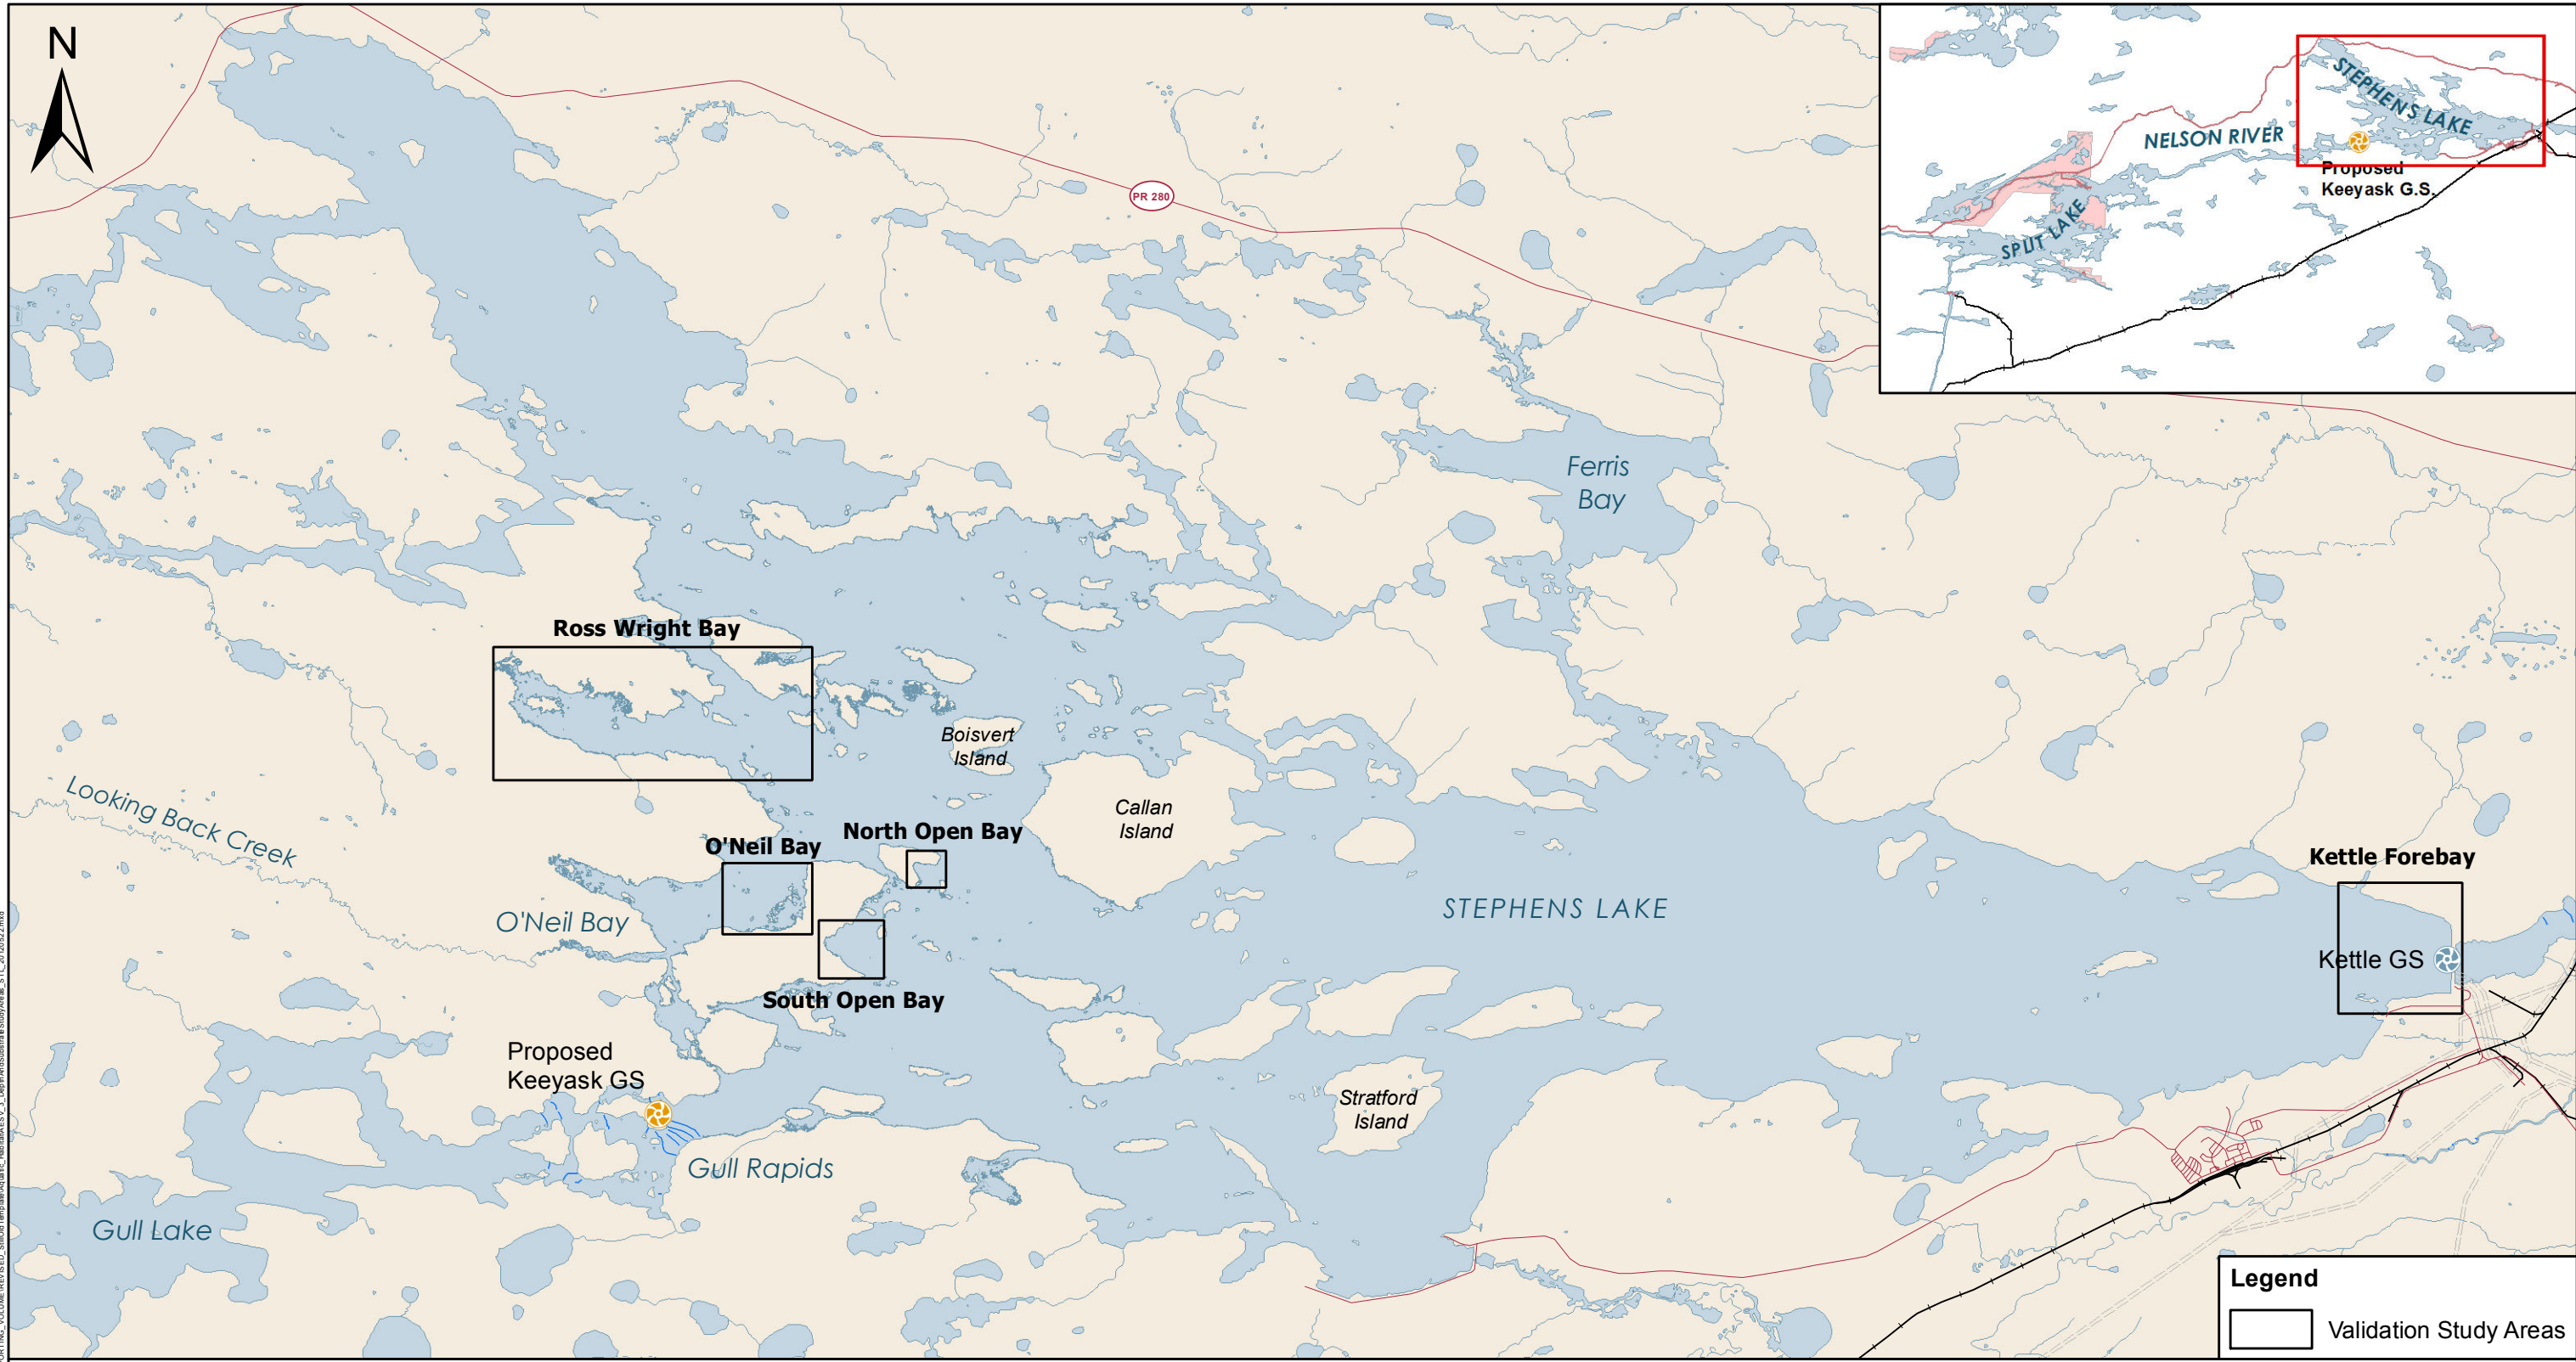 N
PR 280
STEPHENS LAKE
NELSON RIVER
Proposed
Keeyask G.S.
SPLIT LAKE
Ferris
Bay
Ross Wright Bay
Boisvert
Island
Callan
Island
Looking Back Creek
North Open Bay
O'Neil Bay
Kettle Forebay
O'Neil Bay
STEPHENS LAKE
Kettle GS
South Open Bay
Proposed
Keeyask GS
Stratford
Island
Gull Rapids
Gull Lake
Legend
Validation Study Areas